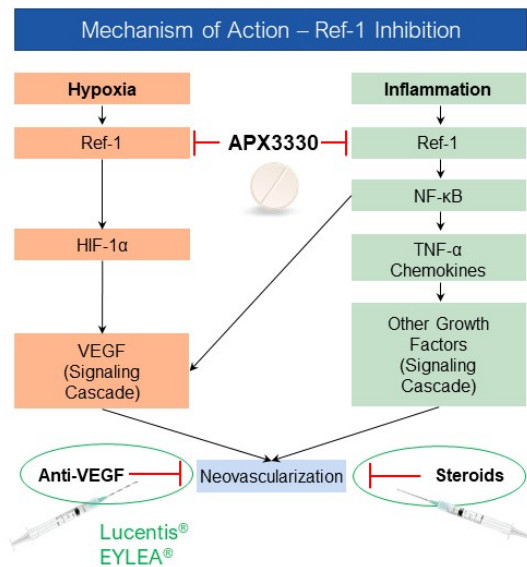 Mechanism of Action – Ref-1 Inhibition
Hypoxia
Inflammation
Ref-1
APX3330
Ref-1
NF-κB
HIF-1α
TNF-α
Chemokines
VEGF
(Signaling
Cascade)
Other Growth
Factors
(Signaling
Cascade)
Anti-VEGF
Neovascularization
Steroids
Lucentis®
EYLEA®